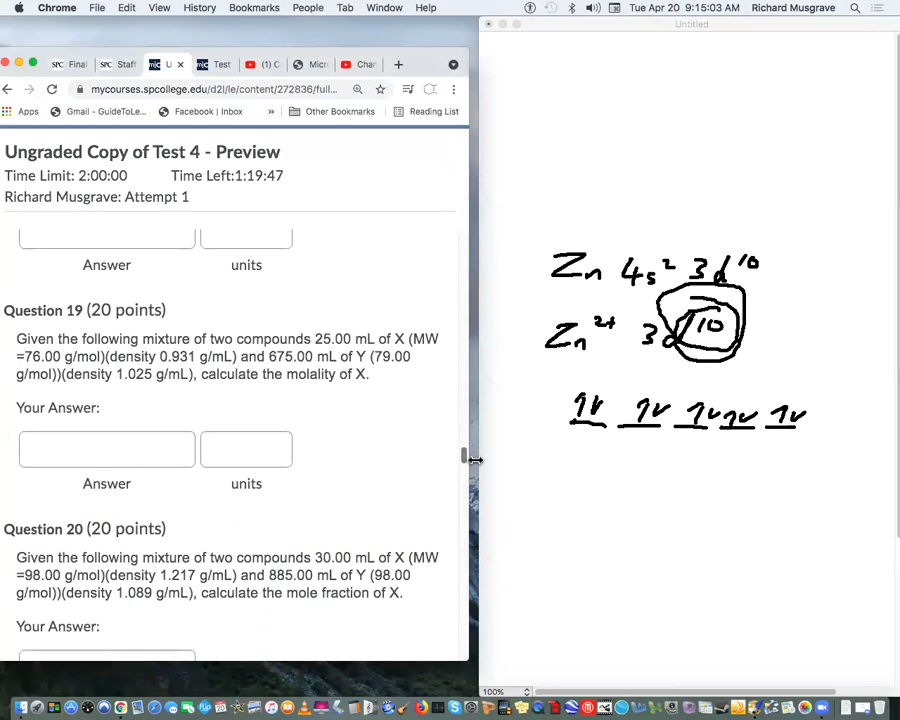 Chrome File Edit View History Bookmarks People Tab Window Help Tue Apr 20 9:15:03 AM Richard Musgrave
Untitled
SPC Final SPC Staff m|c U m|c Test (1) C Micr Char
mycourses.spcollege.edu/d2l/le/content/272836/full...
Apps Gmail - GuideToLe... Facebook | Inbox » Other Bookmarks Reading List
Ungraded Copy of Test 4 - Preview
Time Limit: 2:00:00 Time Left:1:19:47
Richard Musgrave: Attempt 1
Answer units
Question 19 (20 points)
Given the following mixture of two compounds 25.00 mL of X (MW
=76.00 g/mol)(density 0.931 g/mL) and 675.00 mL of Y (79.00
g/mol))(density 1.025 g/mL), calculate the molality of X.
Your Answer:
Answer units
Question 20 (20 points)
Given the following mixture of two compounds 30.00 mL of X (MW
=98.00 g/mol)(density 1.217 g/mL) and 885.00 mL of Y (98.00
g/mol))(density 1.089 g/mL), calculate the mole fraction of X.
Your Answer:
Zn 4s² 3d¹⁰
Zn²⁺ 3d¹⁰
100%